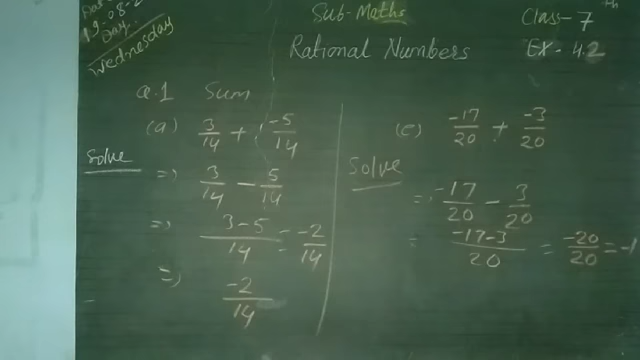 19-08-2
Day
Wednesday
Sub-Maths
Class-7th
Rational Numbers
EX-4.2
Q.1 Sum
(a) 3/14 + -5/14
Solve
=> 3/14 - 5/14
=> 3-5/14 = -2/14
=> -2/14
(c) -17/20 + -3/20
Solve
= -17/20 - 3/20
= -17-3/20 = -20/20 = -1